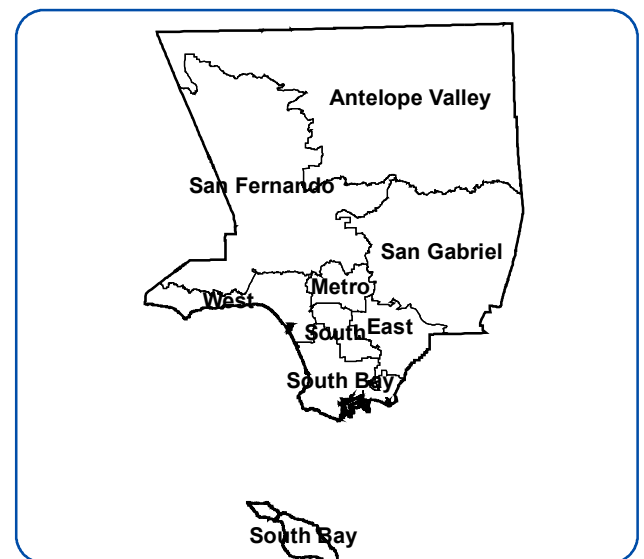 Antelope Valley
San Fernando
San Gabriel
Metro
West
East
South
South Bay
South Bay